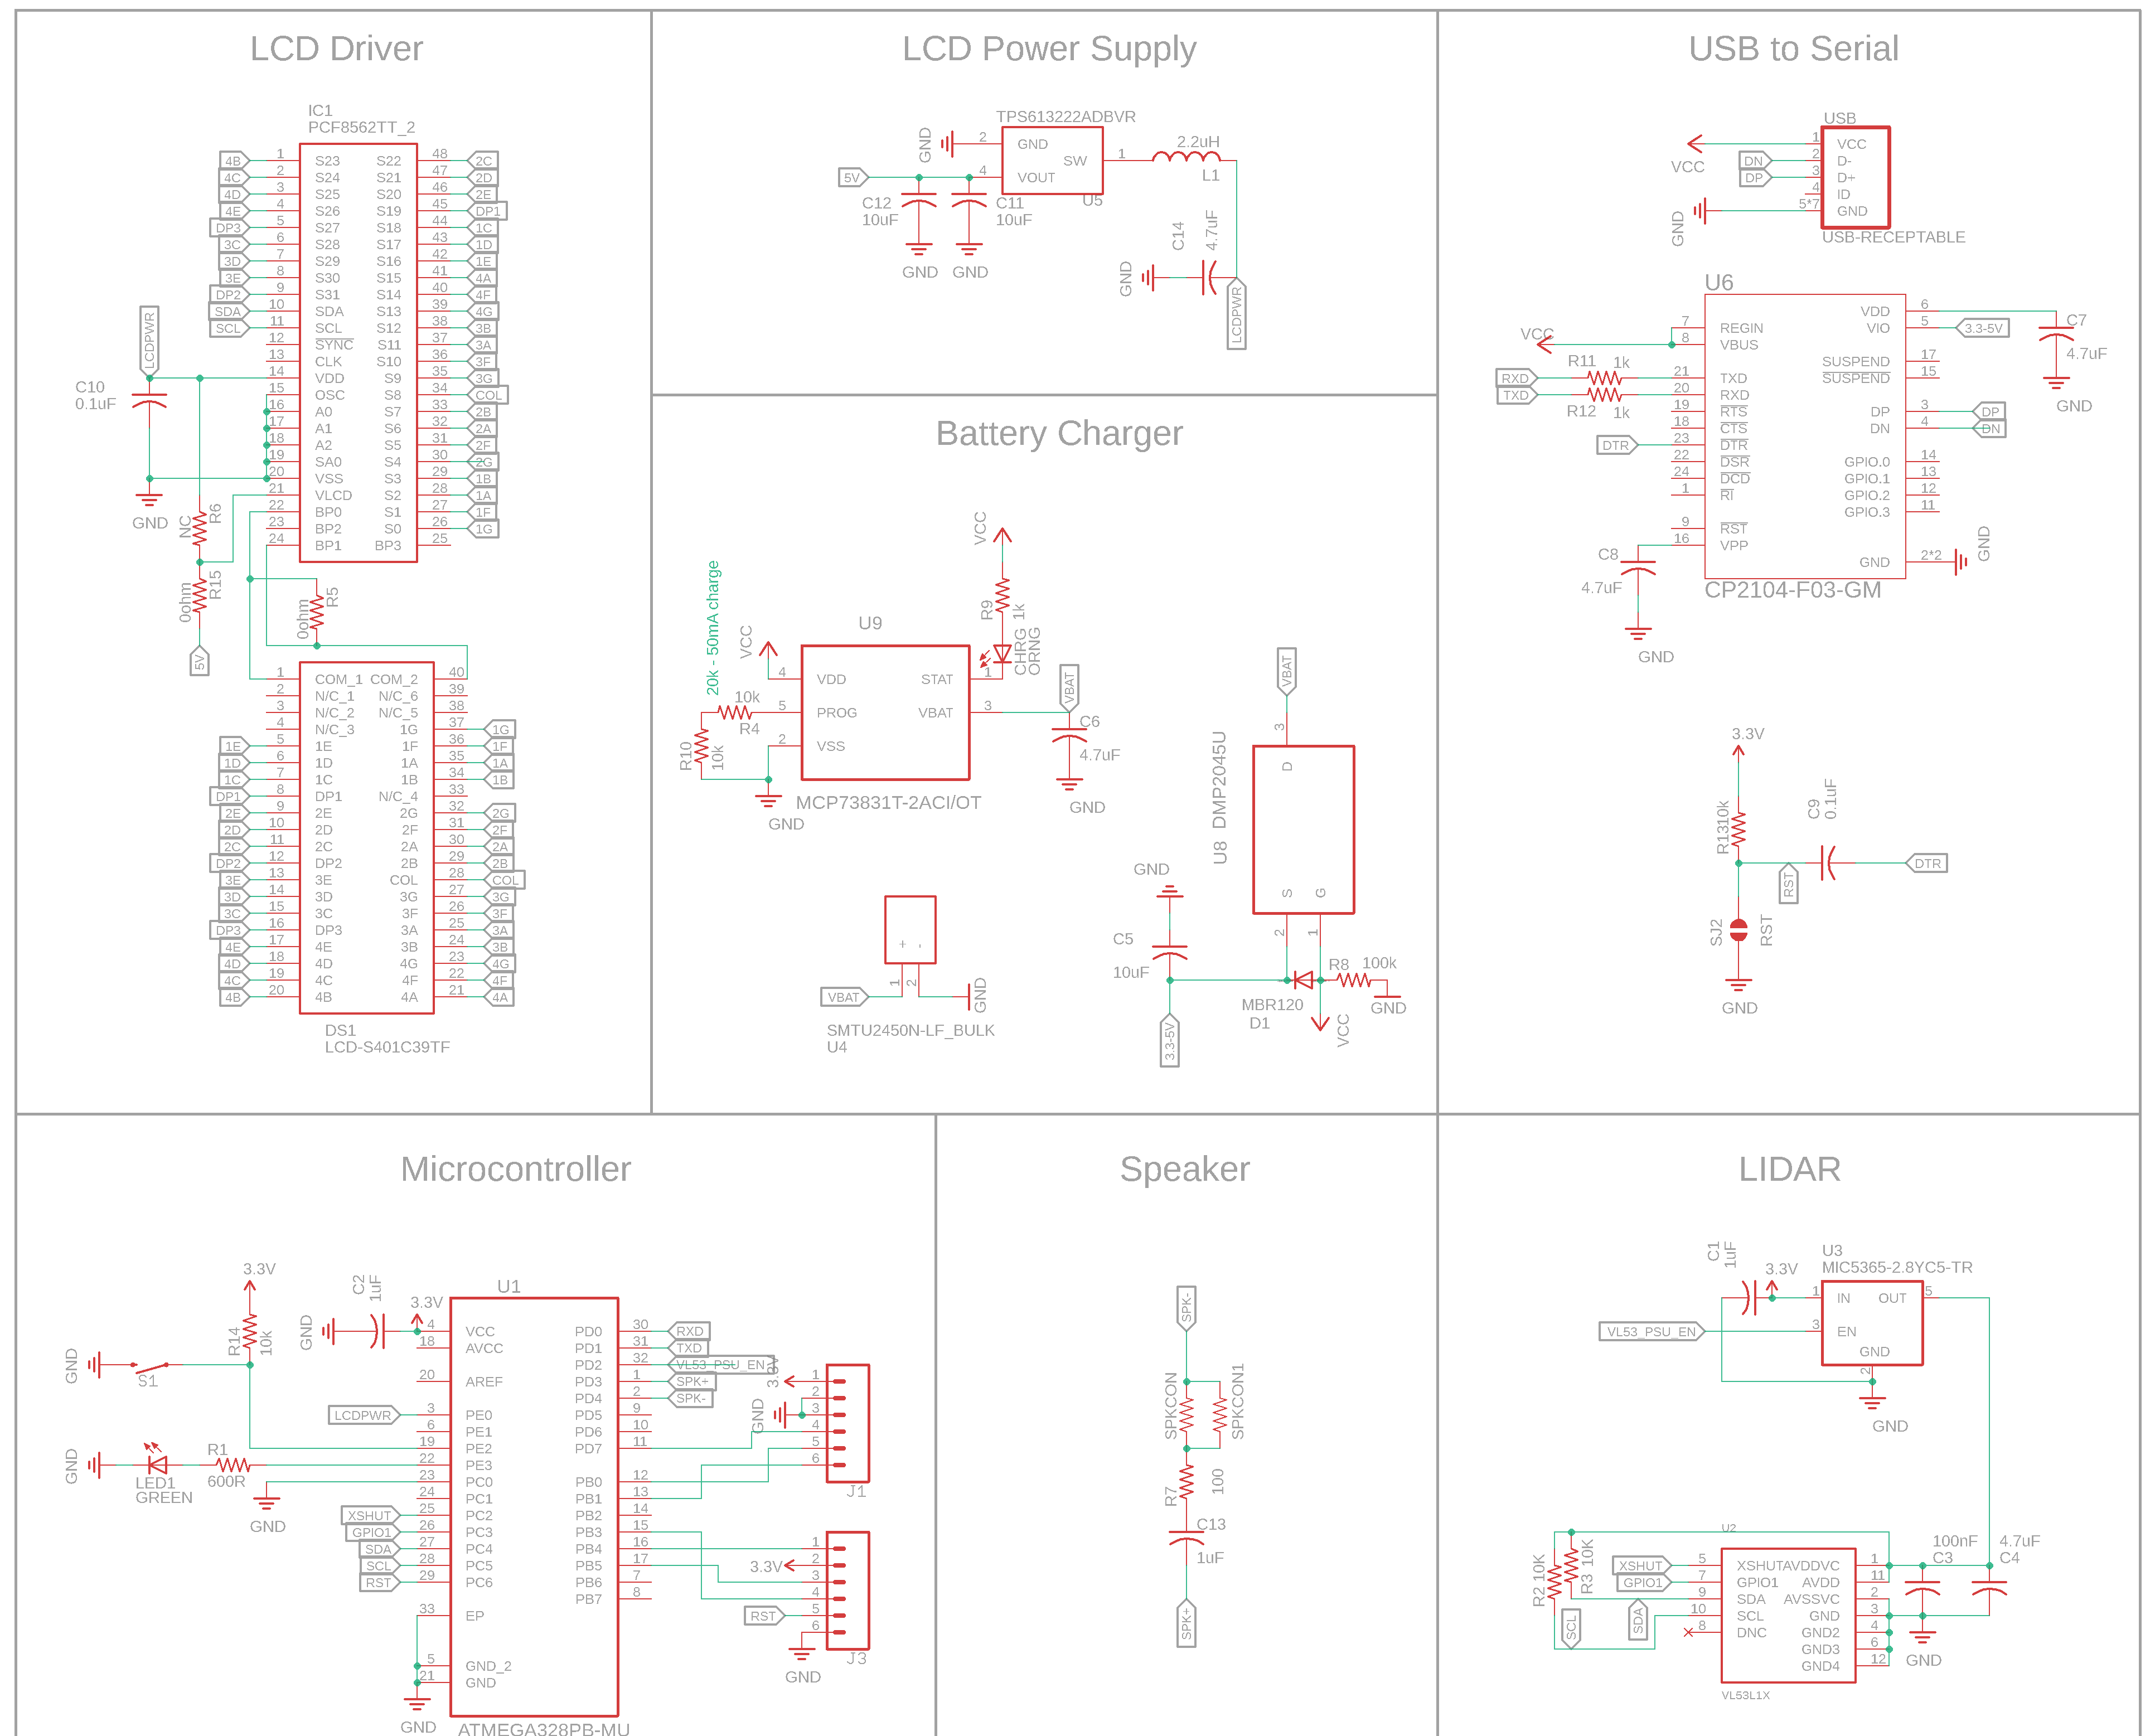 LCD Driver
IC1
PCF8562TT_2
4B 1 S23 S22 48 2C
4C 2 S24 S21 47 2D
4D 3 S25 S20 46 2E
4E 4 S26 S19 45 DP1
DP3 5 S27 S18 44 1C
3C 6 S28 S17 43 1D
3D 7 S29 S16 42 1E
3E 8 S30 S15 41 4A
DP2 9 S31 S14 40 4F
SDA 10 SDA S13 39 4G
SCL 11 SCL S12 38 3B
12 SYNC S11 37 3A
13 CLK S10 36 3F
14 VDD S9 35 3G
15 OSC S8 34 COL
16 A0 S7 33 2B
17 A1 S6 32 2A
18 A2 S5 31 2F
19 SA0 S4 30 2G
20 VSS S3 29 1B
21 VLCD S2 28 1A
22 BP0 S1 27 1F
23 BP2 S0 26 1G
24 BP1 BP3 25
LCDPWR
C10
0.1uF
GND
NC R6
0ohm R15
5V
0ohm R5
1 COM_1 COM_2 40
2 N/C_1 N/C_6 39
3 N/C_2 N/C_5 38
4 N/C_3 1G 37 1G
1E 5 1E 1F 36 1F
1D 6 1D 1A 35 1A
1C 7 1C 1B 34 1B
DP1 8 DP1 N/C_4 33
2E 9 2E 2G 32 2G
2D 10 2D 2F 31 2F
2C 11 2C 2A 30 2A
DP2 12 DP2 2B 29 2B
3E 13 3E COL 28 COL
3D 14 3D 3G 27 3G
3C 15 3C 3F 26 3F
DP3 16 DP3 3A 25 3A
4E 17 4E 3B 24 3B
4D 18 4D 4G 23 4G
4C 19 4C 4F 22 4F
4B 20 4B 4A 21 4A
DS1
LCD-S401C39TF
LCD Power Supply
TPS613222ADBVR
GND 2 GND
SW 1
5V 4 VOUT
U5
2.2uH
L1
C12
10uF
C11
10uF
GND GND
C14
4.7uF
GND
LCDPWR
Battery Charger
20k - 50mA charge
VCC
U9
4 VDD STAT 1
5 PROG VBAT 3
2 VSS
MCP73831T-2ACI/OT
10k
R4
R10
10k
GND
VCC
R9
1k
CHRG
ORNG
VBAT
C6
4.7uF
GND
VBAT
3
D
U8 DMP2045U
S G
2 1
GND
C5
10uF
3.3-5V
MBR120
D1
R8 100k
GND
VCC
+ -
1 2
VBAT
GND
SMTU2450N-LF_BULK
U4
USB to Serial
USB
VCC 1 VCC
DN 2 D-
DP 3 D+
4 ID
GND 5*7 GND
USB-RECEPTABLE
U6
VCC
7 REGIN
8 VBUS
R11 1k
RXD 21 TXD
TXD 20 RXD
R12 1k
19 RTS
18 CTS
DTR 23 DTR
22 DSR
24 DCD
1 RI
9 RST
16 VPP
VDD 6
VIO 5 3.3-5V
SUSPEND 17
SUSPEND 15
DP 3 DP
DN 4 DN
GPIO.0 14
GPIO.1 13
GPIO.2 12
GPIO.3 11
GND 2*2 GND
CP2104-F03-GM
C7
4.7uF
GND
C8
4.7uF
GND
3.3V
R13 10k
C9
0.1uF
DTR
RST
SJ2
RST
GND
Microcontroller
3.3V
R14
10k
GND
S1
C2
1uF
GND
3.3V
U1
4 VCC PD0 30 RXD
18 AVCC PD1 31 TXD
PD2 32 VL53_PSU_EN
20 AREF PD3 1 SPK+
PD4 2 SPK-
LCDPWR 3 PE0 PD5 9
6 PE1 PD6 10
19 PE2 PD7 11
22 PE3
23 PC0 PB0 12
24 PC1 PB1 13
XSHUT 25 PC2 PB2 14
GPIO1 26 PC3 PB3 15
SDA 27 PC4 PB4 16
SCL 28 PC5 PB5 17
RST 29 PC6 PB6 7
PB7 8
33 EP
5 GND_2
21 GND
GND
ATMEGA328PB-MU
GND
LED1
GREEN
R1
600R
GND
3.3V
GND
1
2
3
4
5
6
J1
1
3.3V 2
3
4
RST 5
6
GND
J3
Speaker
SPK-
SPKCON
SPKCON1
R7
100
C13
1uF
SPK+
LIDAR
C1
1uF
3.3V
U3
MIC5365-2.8YC5-TR
1 IN OUT 5
VL53_PSU_EN 3 EN
GND
2
GND
U2
R2 10K
R3 10K
XSHUT 5 XSHUT AVDDVC 1
GPIO1 7 GPIO1 AVDD 11
9 SDA AVSSVC 2
10 SCL GND 3
8 DNC GND2 4
GND3 6
GND4 12
SCL
SDA
100nF
C3
4.7uF
C4
GND
VL53L1X